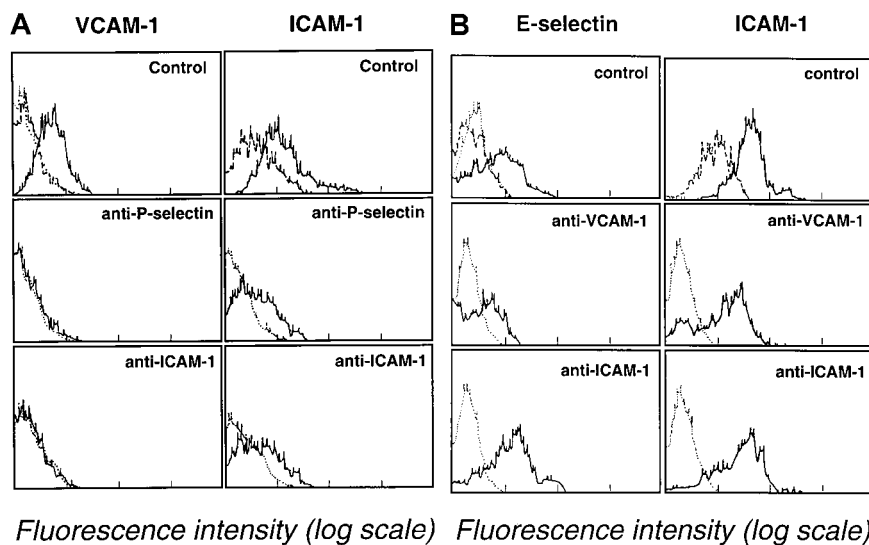 A
VCAM-1
ICAM-1
Control
Control
anti-P-selectin
anti-P-selectin
anti-ICAM-1
anti-ICAM-1
Fluorescence intensity (log scale)
B
E-selectin
ICAM-1
control
control
anti-VCAM-1
anti-VCAM-1
anti-ICAM-1
anti-ICAM-1
Fluorescence intensity (log scale)